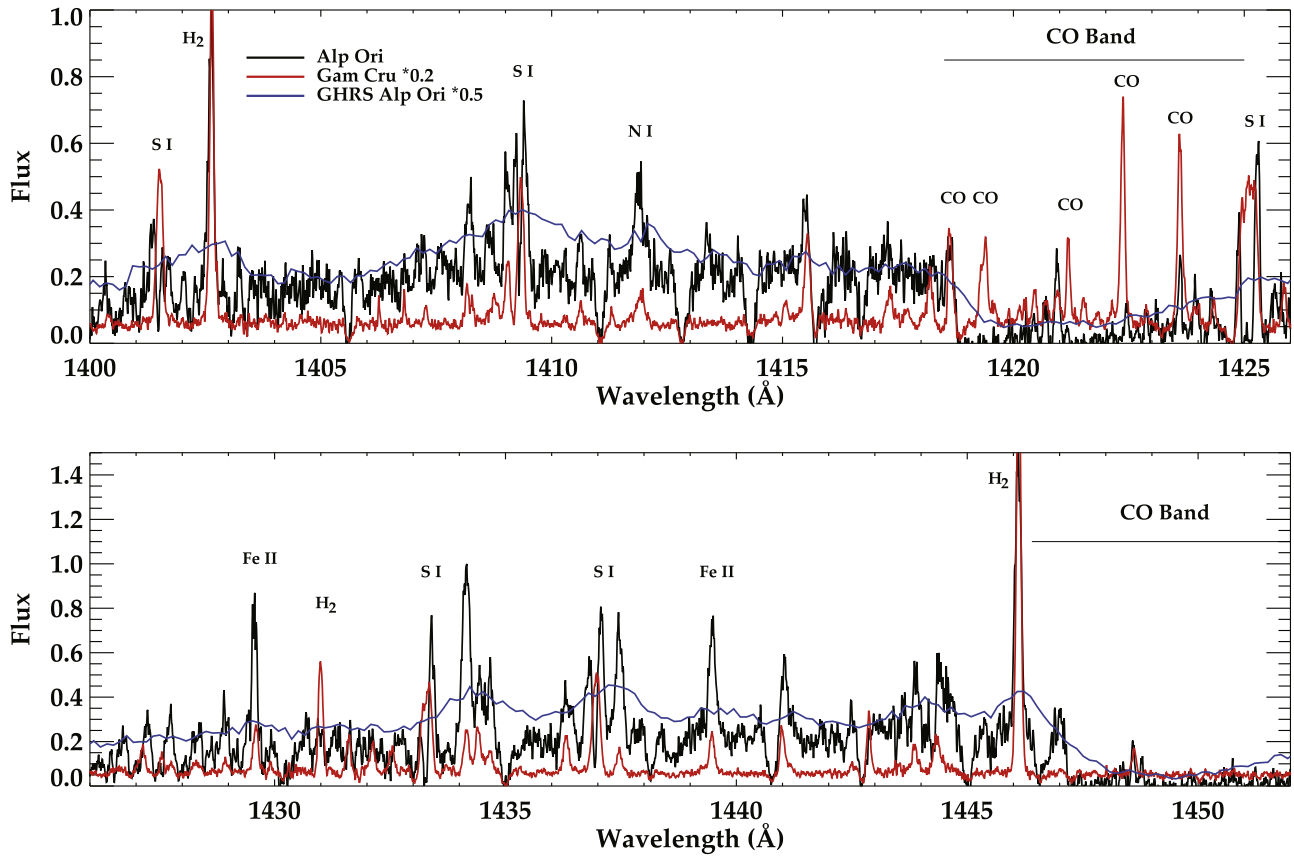 1.0
0.8
0.6
0.4
0.2
0.0
Flux
H2
S I
Alp Ori
Gam Cru *0.2
GHRS Alp Ori *0.5
S I
N I
CO Band
CO
CO
S I
CO CO
CO
1400
1405
1410
1415
1420
1425
Wavelength (Å)
1.4
1.2
1.0
0.8
0.6
0.4
0.2
0.0
Flux
Fe II
H2
S I
S I
Fe II
H2
CO Band
1430
1435
1440
1445
1450
Wavelength (Å)